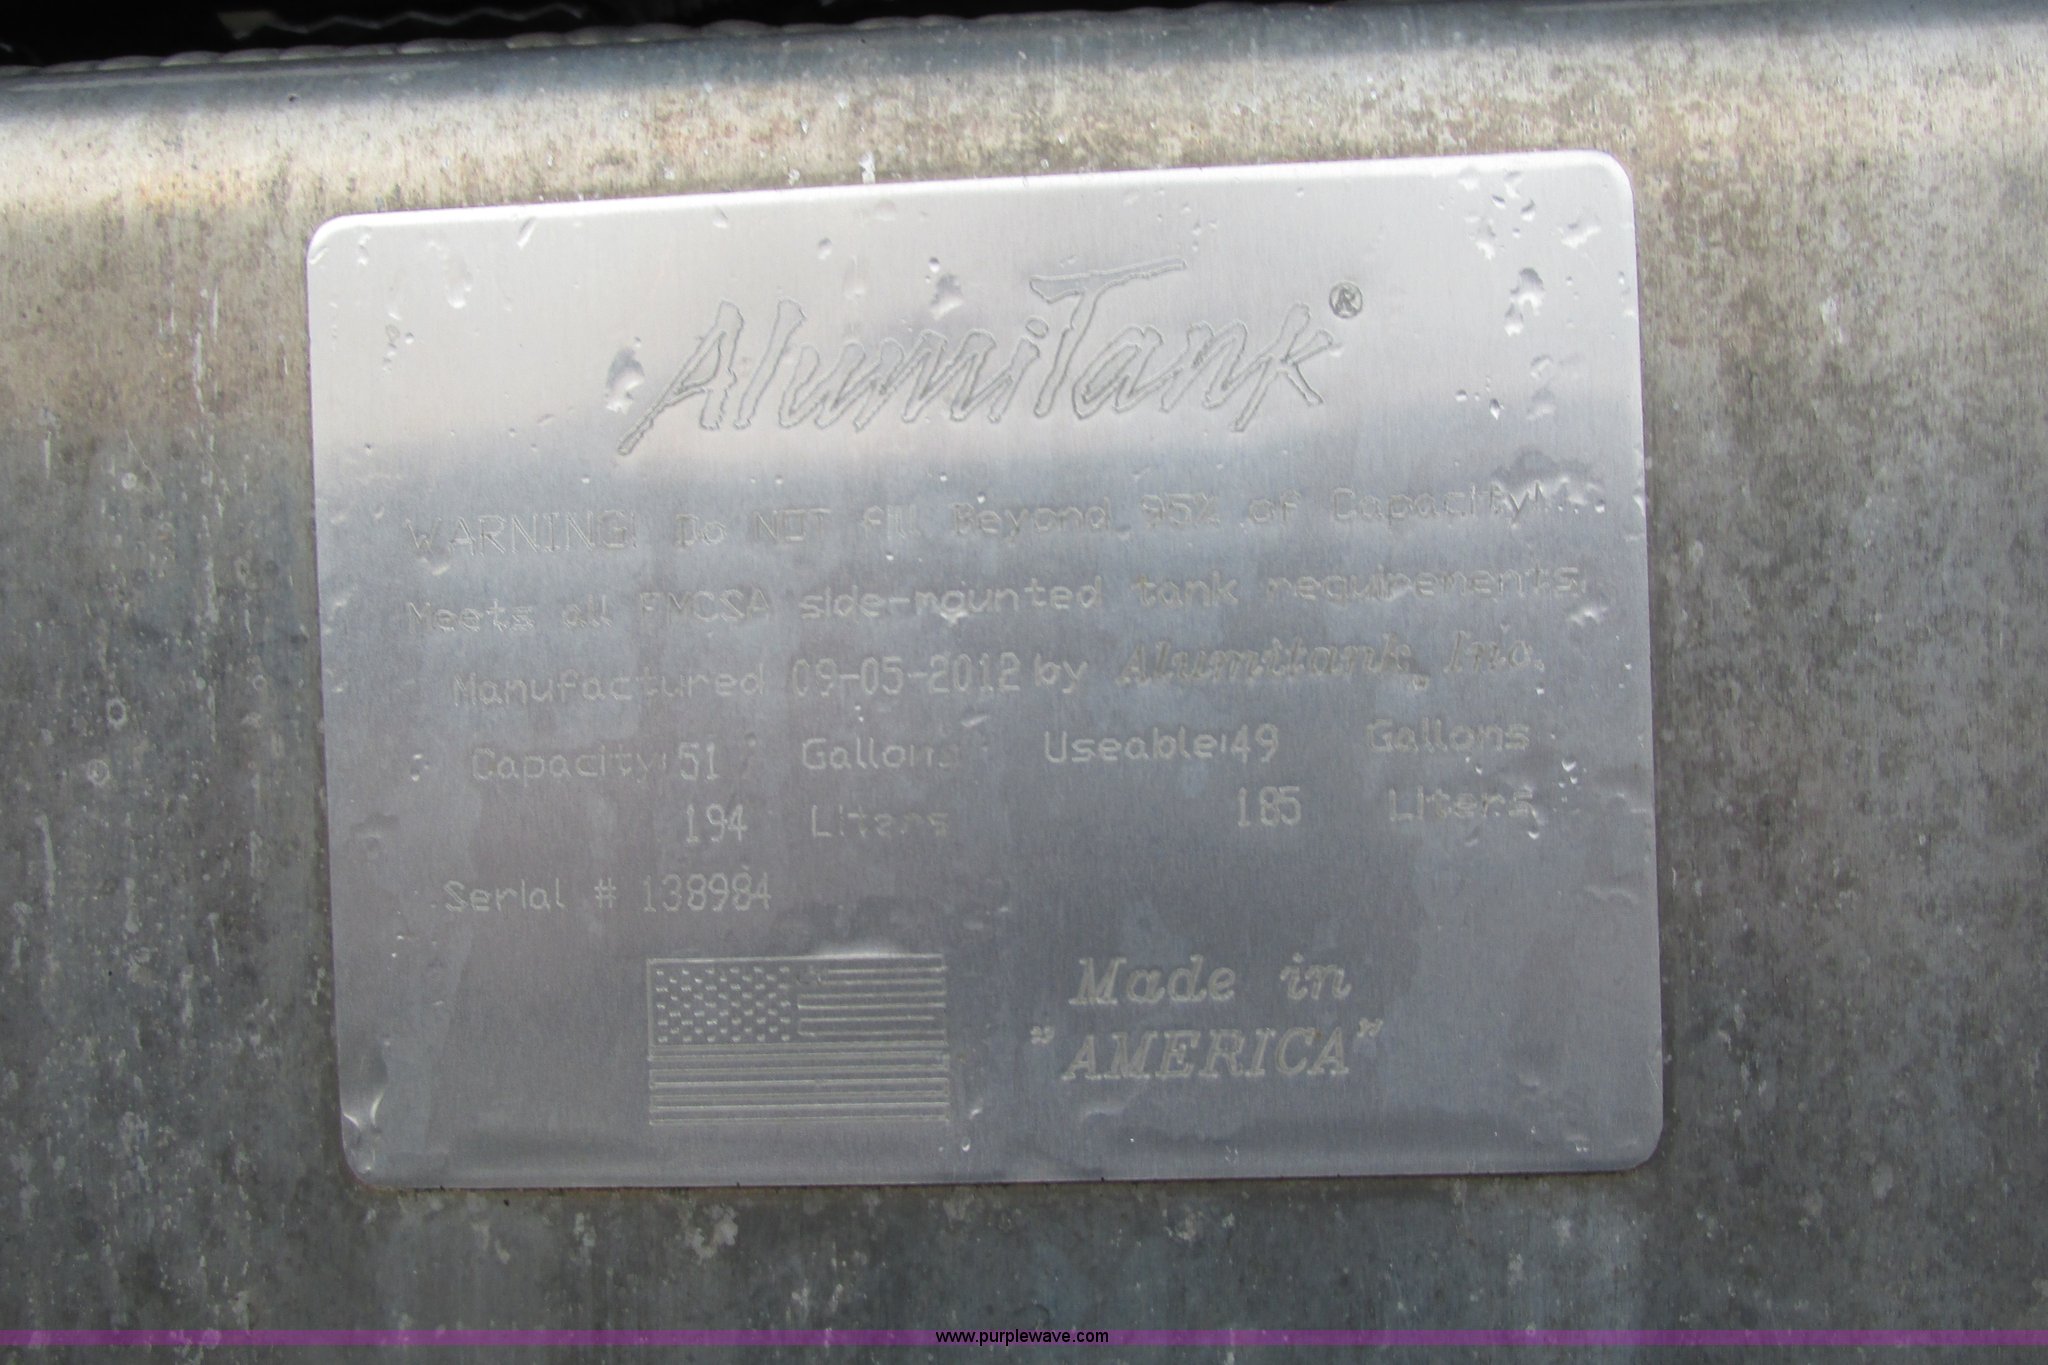 AlumiTank®
WARNING! Do NOT fill Beyond 95% of Capacity!
Meets all FMCSA side-mounted tank requirements.
Manufactured 09-05-2012 by Alumitank, Inc.
Capacity: 51 Gallons Useable: 49 Gallons
194 Liters 185 Liters
Serial # 138984
Made in
"AMERICA"
www.purplewave.com